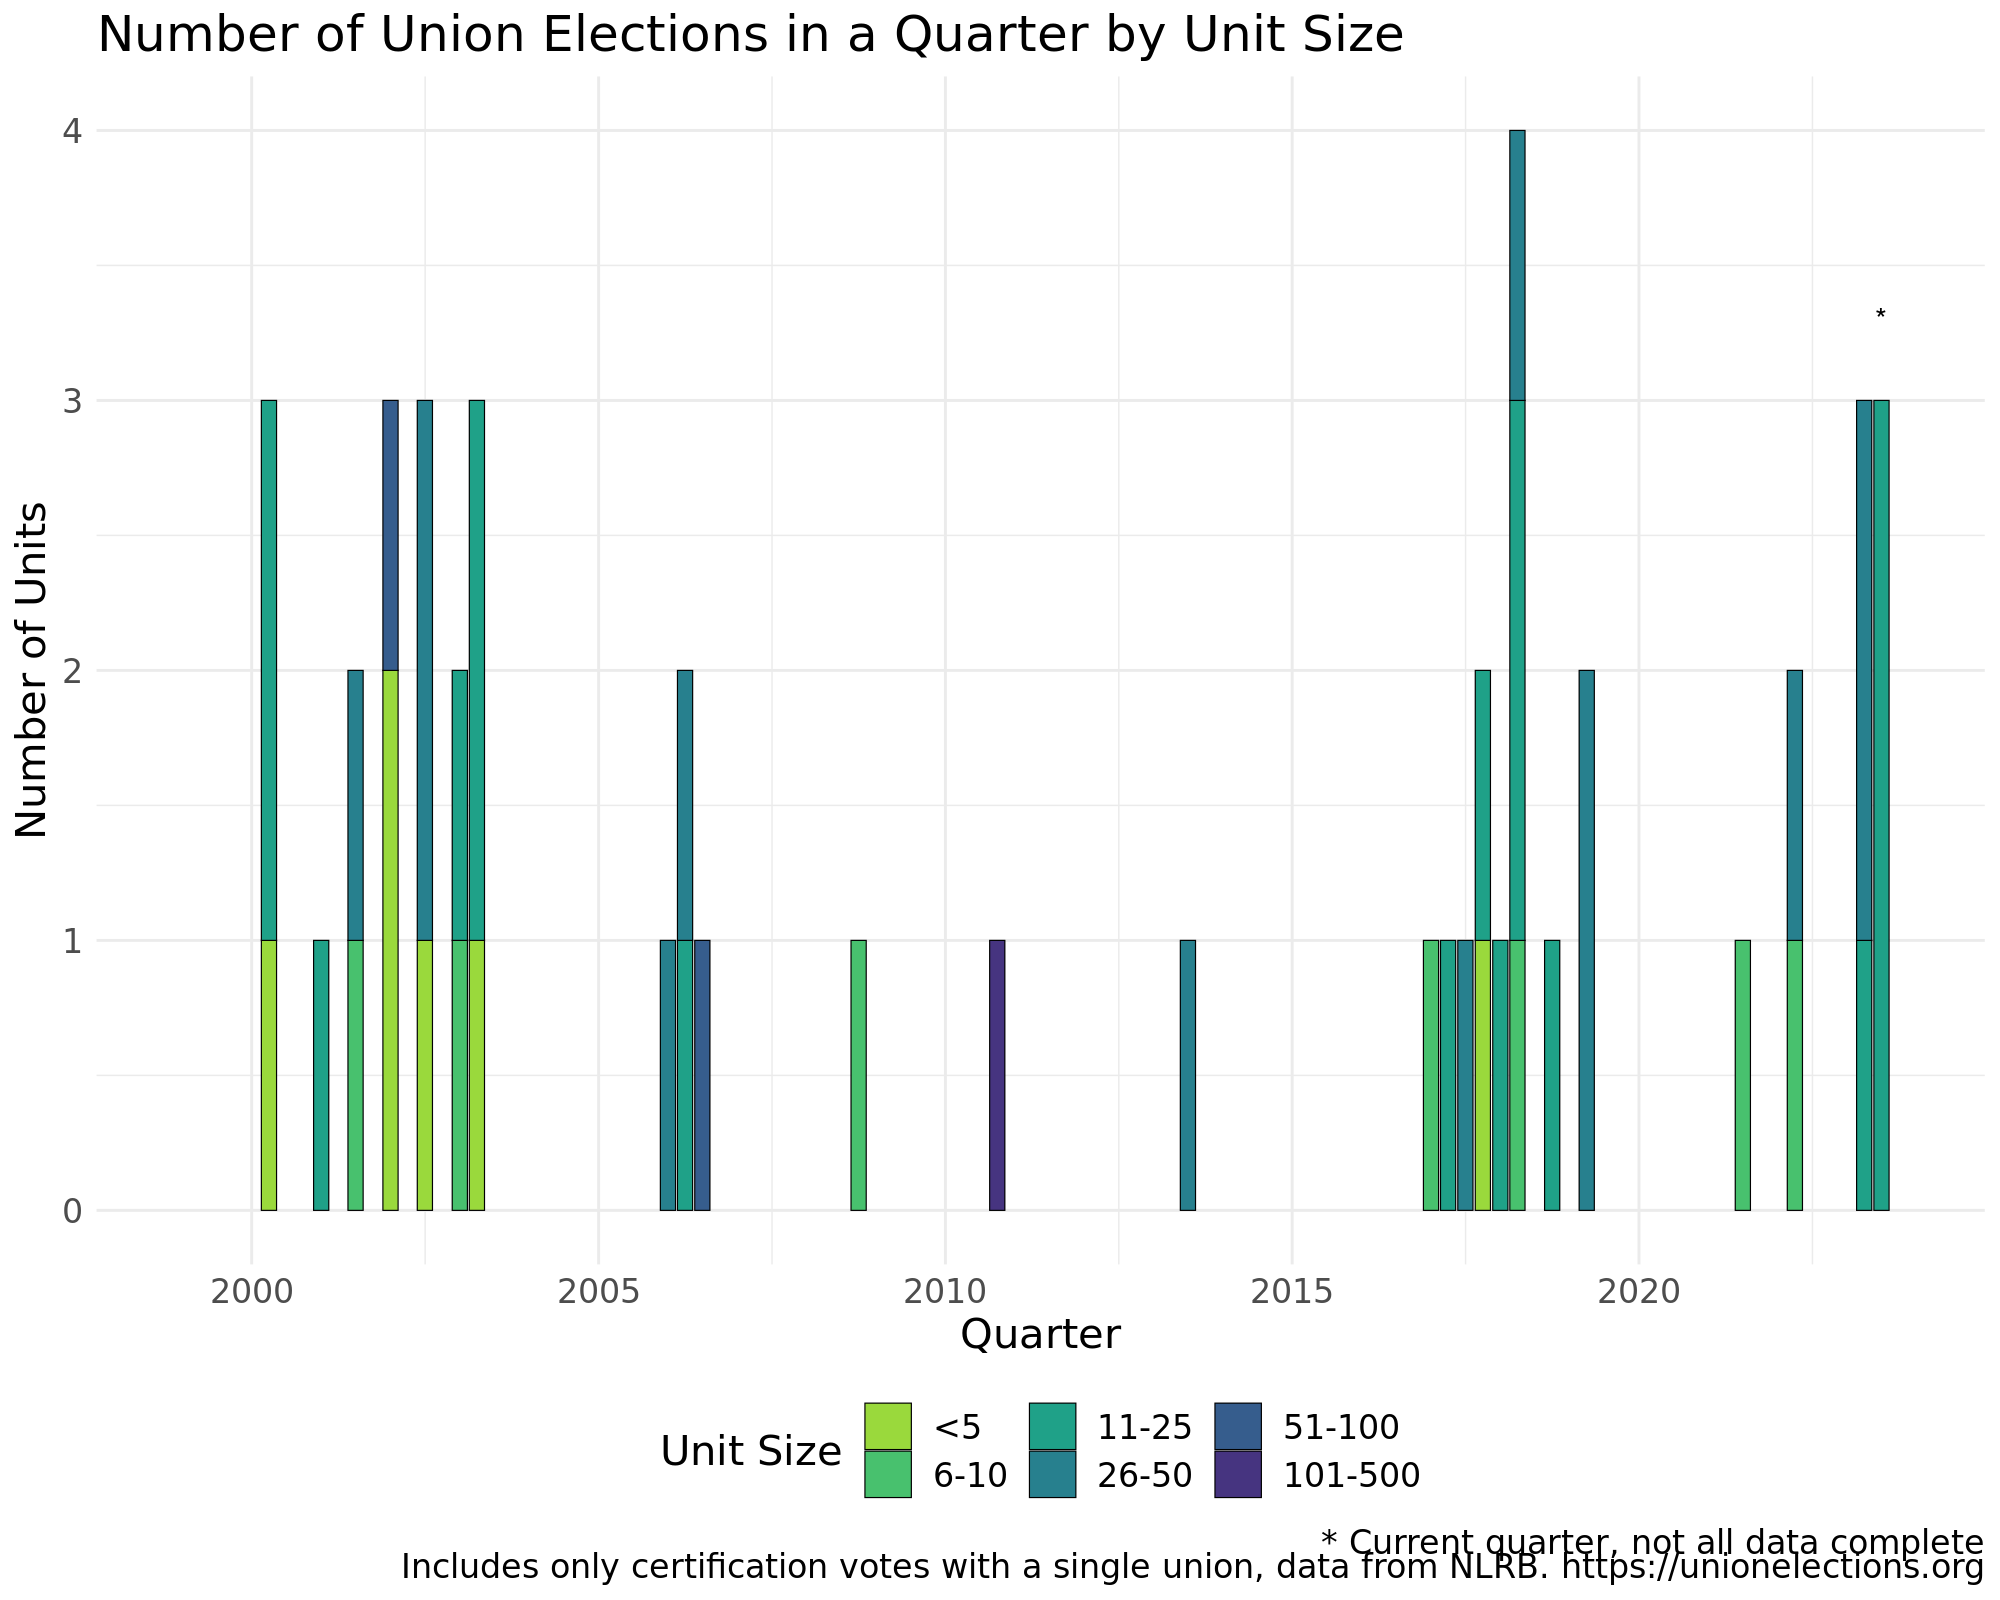 Number of Union Elections in a Quarter by Unit Size
Number of Units
4
3
2
1
0
*
2000 2005 2010 2015 2020
Quarter
Unit Size
<5 11-25 51-100
6-10 26-50 101-500
* Current quarter, not all data complete
Includes only certification votes with a single union, data from NLRB. https://unionelections.org